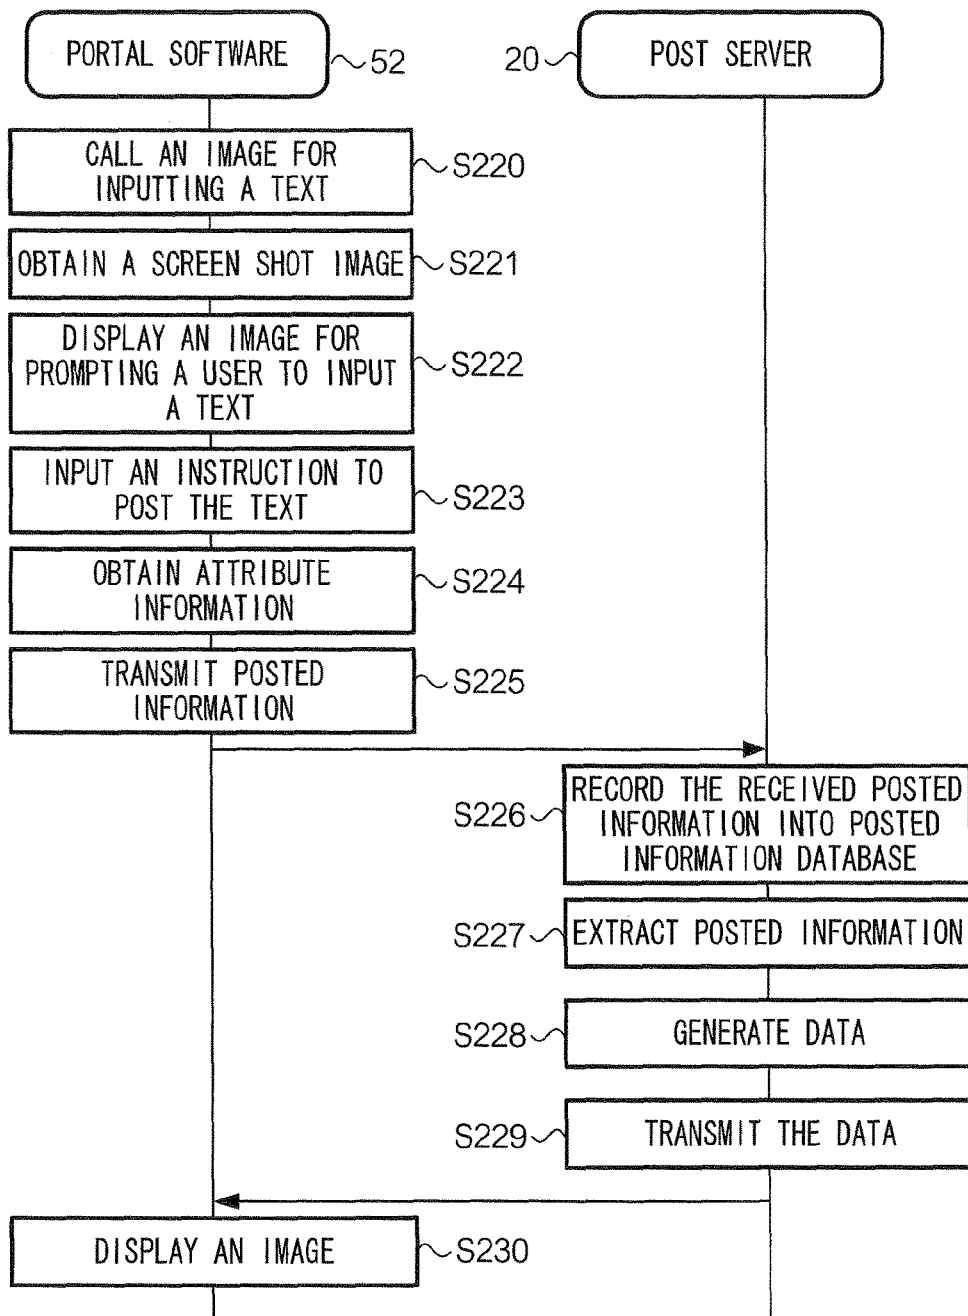 PORTAL SOFTWARE
52
20
POST SERVER
CALL AN IMAGE FOR
INPUTTING A TEXT
S220
OBTAIN A SCREEN SHOT IMAGE
S221
DISPLAY AN IMAGE FOR
PROMPTING A USER TO INPUT
A TEXT
S222
INPUT AN INSTRUCTION TO
POST THE TEXT
S223
OBTAIN ATTRIBUTE
INFORMATION
S224
TRANSMIT POSTED
INFORMATION
S225
S226
RECORD THE RECEIVED POSTED
INFORMATION INTO POSTED
INFORMATION DATABASE
S227
EXTRACT POSTED INFORMATION
S228
GENERATE DATA
S229
TRANSMIT THE DATA
DISPLAY AN IMAGE
S230